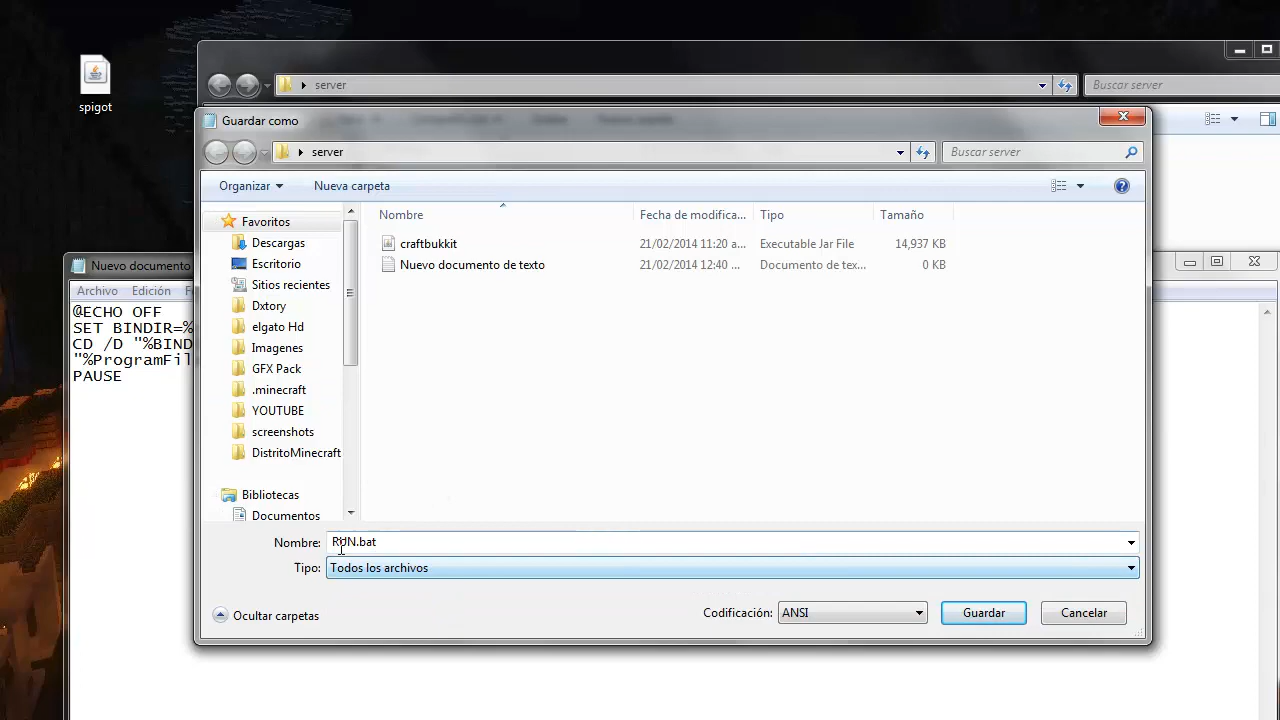 spigot
server
Buscar server
Guardar como
server
Buscar server
Organizar
Nueva carpeta
Nombre
Fecha de modifica...
Tipo
Tamaño
craftbukkit
21/02/2014 11:20 a...
Executable Jar File
14,937 KB
Nuevo documento de texto
21/02/2014 12:40 ...
Documento de tex...
0 KB
Favoritos
Descargas
Escritorio
Sitios recientes
Dxtory
elgato Hd
Imagenes
GFX Pack
.minecraft
YOUTUBE
screenshots
DistritoMinecraft
Bibliotecas
Documentos
Nombre:
RUN.bat
Tipo:
Todos los archivos
Ocultar carpetas
Codificación:
ANSI
Guardar
Cancelar
Nuevo documento
Archivo
Edición
F
@ECHO OFF
SET BINDIR=%
CD /D "%BIND
"%ProgramFil
PAUSE